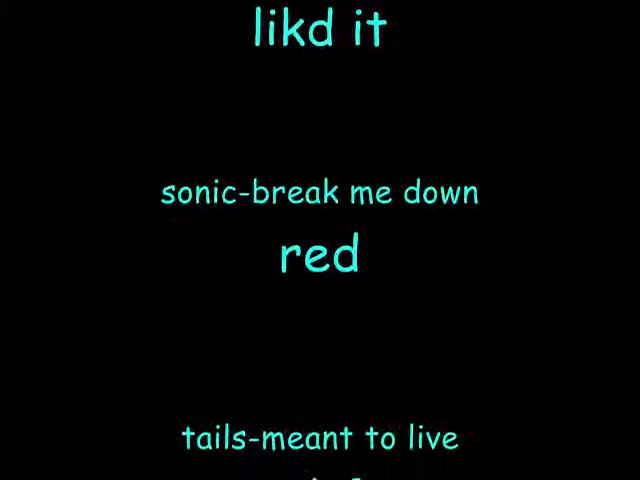 likd it
sonic-break me down
red
tails-meant to live